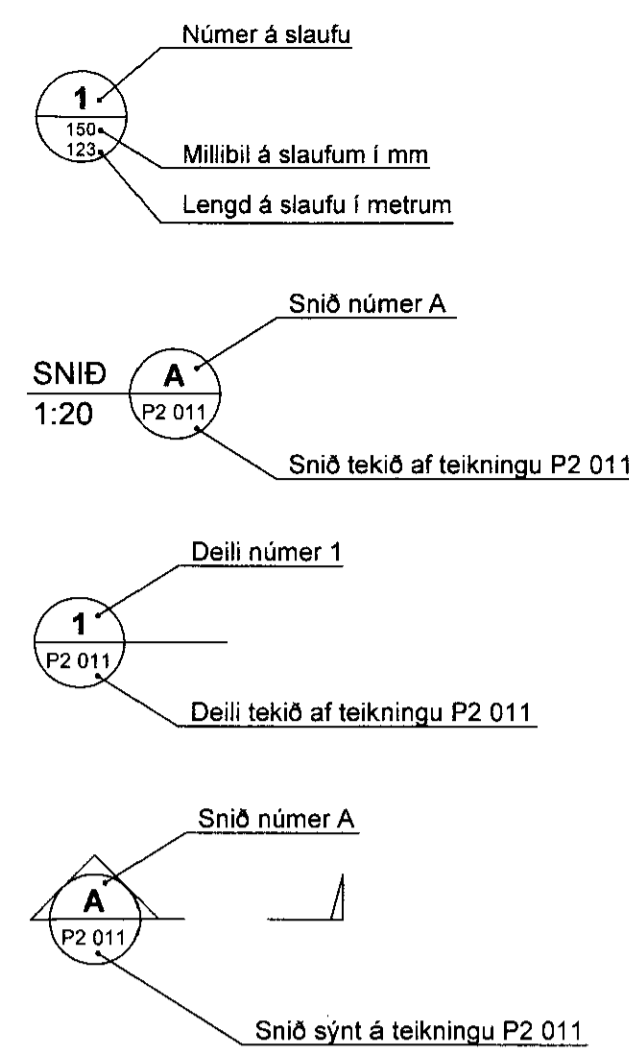 Númer á slaufu
1
150
123
Millibil á slaufum í mm
Lengd á slaufu í metrum
Snið númer A
SNIÐ
1:20
A
P2 011
Snið tekið af teikningu P2 011
Deili númer 1
1
P2 011
Deili tekið af teikningu P2 011
Snið númer A
A
P2 011
Snið sýnt á teikningu P2 011